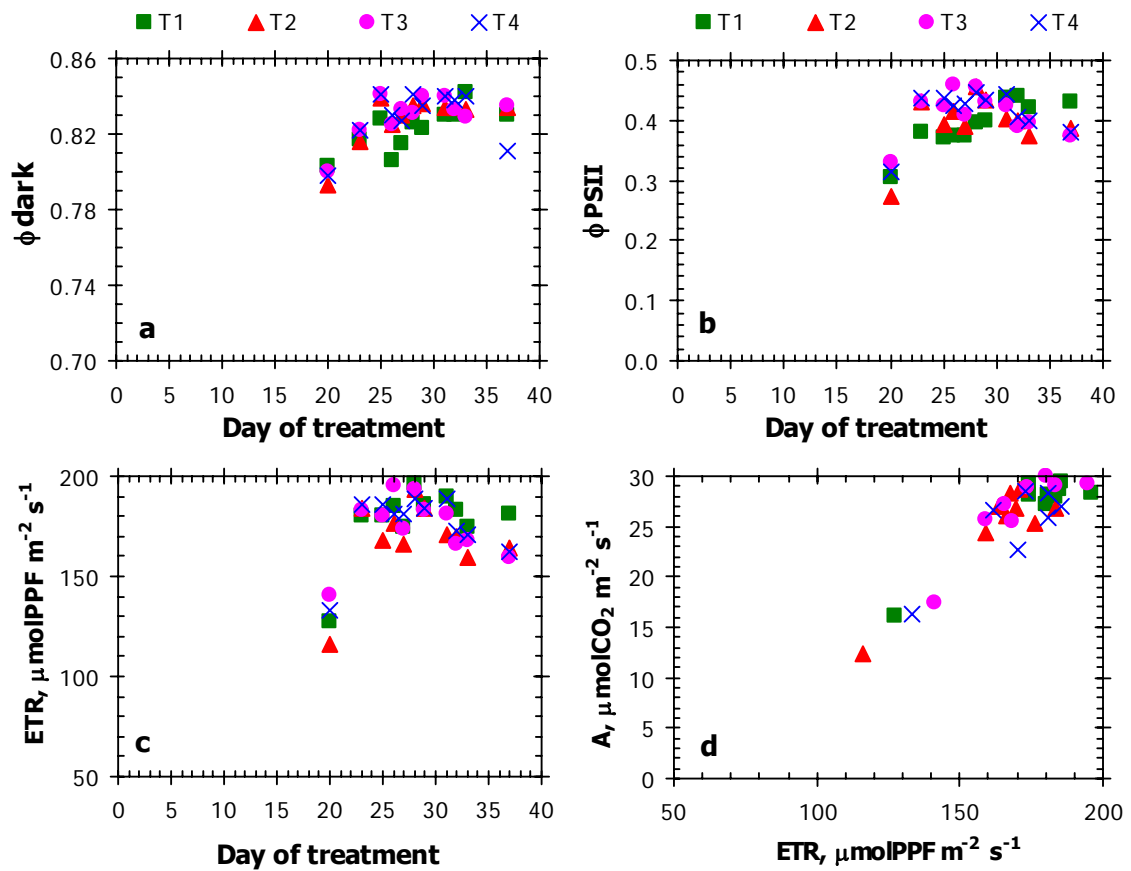 T1 T2 T3 T4
0.86
0.82
0.78
0.74
0.70
ϕdark
a
0 5 10 15 20 25 30 35 40
Day of treatment
T1 T2 T3 T4
0.5
0.4
0.3
0.2
0.1
0.0
ϕPSII
b
0 5 10 15 20 25 30 35 40
Day of treatment
200
150
100
50
ETR, μmolPPF m⁻² s⁻¹
c
0 5 10 15 20 25 30 35 40
Day of treatment
30
25
20
15
10
5
0
A, μmolCO₂ m⁻² s⁻¹
d
50 100 150 200
ETR, μmolPPF m⁻² s⁻¹